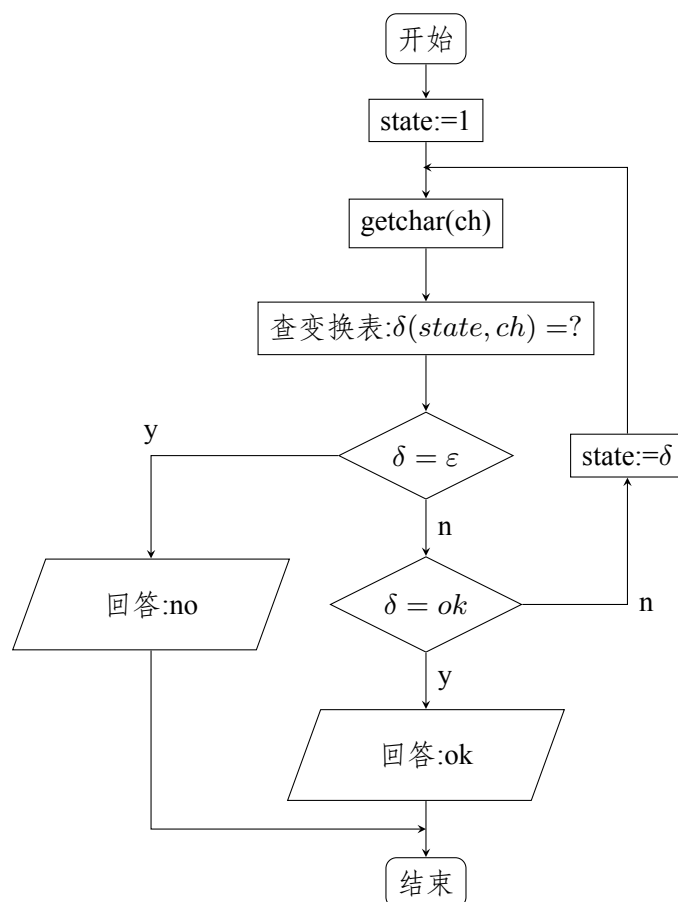 开始
state:=1
getchar(ch)
查变换表:δ(state, ch) =?
y
δ = ε
state:=δ
n
回答:no
δ = ok
n
y
回答:ok
结束